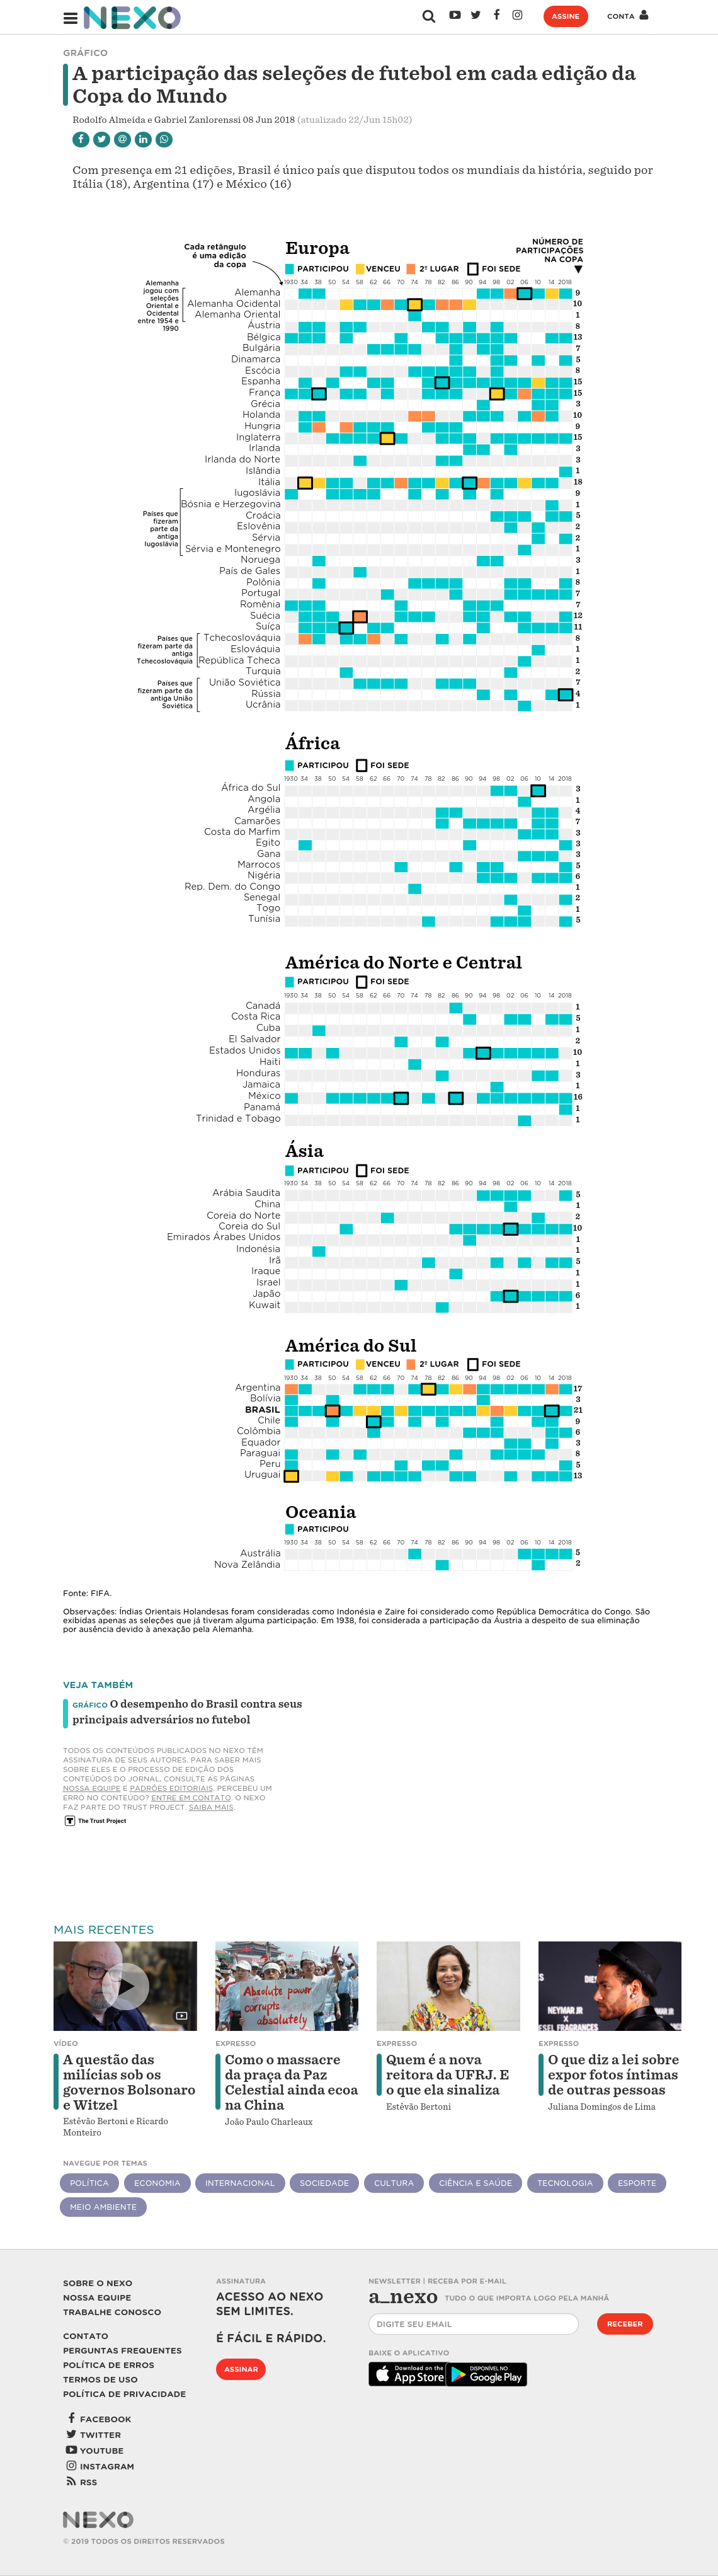 NEXO
ASSINE
CONTA
GRÁFICO
A participação das seleções de futebol em cada edição da
Copa do Mundo
Rodolfo Almeida e Gabriel Zanlorenssi 08 Jun 2018 (atualizado 22/Jun 15h02)
Com presença em 21 edições, Brasil é único país que disputou todos os mundiais da história, seguido por
Itália (18), Argentina (17) e México (16)
Cada retângulo
é uma edição
da copa
Europa
NÚMERO DE
PARTICIPAÇÕES
NA COPA
PARTICIPOU VENCEU 2º LUGAR FOI SEDE
1930 34 38 50 54 58 62 66 70 74 78 82 86 90 94 98 02 06 10 14 2018
Alemanha
jogou com
seleções
Oriental e
Ocidental
entre 1954 e
1990
Alemanha 9
Alemanha Ocidental 10
Alemanha Oriental 1
Áustria 8
Bélgica 13
Bulgária 7
Dinamarca 5
Escócia 8
Espanha 15
França 15
Grécia 3
Holanda 10
Hungria 9
Inglaterra 15
Irlanda 3
Irlanda do Norte 3
Islândia 1
Itália 18
Iugoslávia 9
Países que
fizeram
parte da
antiga
Iugoslávia
Bósnia e Herzegovina 1
Croácia 5
Eslovênia 2
Sérvia 2
Sérvia e Montenegro 1
Noruega 3
País de Gales 1
Polônia 8
Portugal 7
Romênia 7
Suécia 12
Suíça 11
Países que
fizeram parte da
antiga
Tchecoslováquia
Tchecoslováquia 8
Eslováquia 1
República Tcheca 1
Turquia 2
Países que
fizeram parte da
antiga União
Soviética
União Soviética 7
Rússia 4
Ucrânia 1
África
PARTICIPOU FOI SEDE
1930 34 38 50 54 58 62 66 70 74 78 82 86 90 94 98 02 06 10 14 2018
África do Sul 3
Angola 1
Argélia 4
Camarões 7
Costa do Marfim 3
Egito 3
Gana 3
Marrocos 5
Nigéria 6
Rep. Dem. do Congo 1
Senegal 2
Togo 1
Tunísia 5
América do Norte e Central
PARTICIPOU FOI SEDE
1930 34 38 50 54 58 62 66 70 74 78 82 86 90 94 98 02 06 10 14 2018
Canadá 1
Costa Rica 5
Cuba 1
El Salvador 2
Estados Unidos 10
Haiti 1
Honduras 3
Jamaica 1
México 16
Panamá 1
Trinidad e Tobago 1
Ásia
PARTICIPOU FOI SEDE
1930 34 38 50 54 58 62 66 70 74 78 82 86 90 94 98 02 06 10 14 2018
Arábia Saudita 5
China 1
Coreia do Norte 2
Coreia do Sul 10
Emirados Árabes Unidos 1
Indonésia 1
Irã 5
Iraque 1
Israel 1
Japão 6
Kuwait 1
América do Sul
PARTICIPOU VENCEU 2º LUGAR FOI SEDE
1930 34 38 50 54 58 62 66 70 74 78 82 86 90 94 98 02 06 10 14 2018
Argentina 17
Bolívia 3
BRASIL 21
Chile 9
Colômbia 6
Equador 3
Paraguai 8
Peru 5
Uruguai 13
Oceania
PARTICIPOU
1930 34 38 50 54 58 62 66 70 74 78 82 86 90 94 98 02 06 10 14 2018
Austrália 5
Nova Zelândia 2
Fonte: FIFA.
Observações: Índias Orientais Holandesas foram consideradas como Indonésia e Zaire foi considerado como República Democrática do Congo. São
exibidas apenas as seleções que já tiveram alguma participação. Em 1938, foi considerada a participação da Áustria a despeito de sua eliminação
por ausência devido à anexação pela Alemanha.
VEJA TAMBÉM
GRÁFICO O desempenho do Brasil contra seus
principais adversários no futebol
TODOS OS CONTEÚDOS PUBLICADOS NO NEXO TÊM
ASSINATURA DE SEUS AUTORES. PARA SABER MAIS
SOBRE ELES E O PROCESSO DE EDIÇÃO DOS
CONTEÚDOS DO JORNAL, CONSULTE AS PÁGINAS
NOSSA EQUIPE E PADRÕES EDITORIAIS. PERCEBEU UM
ERRO NO CONTEÚDO? ENTRE EM CONTATO. O NEXO
FAZ PARTE DO TRUST PROJECT. SAIBA MAIS.
T The Trust Project
MAIS RECENTES
Absolute
power
corrupts
absolutely
NEYMAR JR
X
DIESEL FRAGRANCES
VÍDEO
A questão das
milícias sob os
governos Bolsonaro
e Witzel
Estêvão Bertoni e Ricardo
Monteiro
EXPRESSO
Como o massacre
da praça da Paz
Celestial ainda ecoa
na China
João Paulo Charleaux
EXPRESSO
Quem é a nova
reitora da UFRJ. E
o que ela sinaliza
Estêvão Bertoni
EXPRESSO
O que diz a lei sobre
expor fotos íntimas
de outras pessoas
Juliana Domingos de Lima
NAVEGUE POR TEMAS
POLÍTICA ECONOMIA INTERNACIONAL SOCIEDADE CULTURA CIÊNCIA E SAÚDE TECNOLOGIA ESPORTE
MEIO AMBIENTE
SOBRE O NEXO
NOSSA EQUIPE
TRABALHE CONOSCO
CONTATO
PERGUNTAS FREQUENTES
POLÍTICA DE ERROS
TERMOS DE USO
POLÍTICA DE PRIVACIDADE
FACEBOOK
TWITTER
YOUTUBE
INSTAGRAM
RSS
ASSINATURA
ACESSO AO NEXO
SEM LIMITES.
É FÁCIL E RÁPIDO.
ASSINAR
NEWSLETTER | RECEBA POR E-MAIL
a_nexo TUDO O QUE IMPORTA LOGO PELA MANHÃ
DIGITE SEU EMAIL
RECEBER
BAIXE O APLICATIVO
Download on the
App Store
DISPONÍVEL NO
Google Play
NEXO
© 2019 TODOS OS DIREITOS RESERVADOS